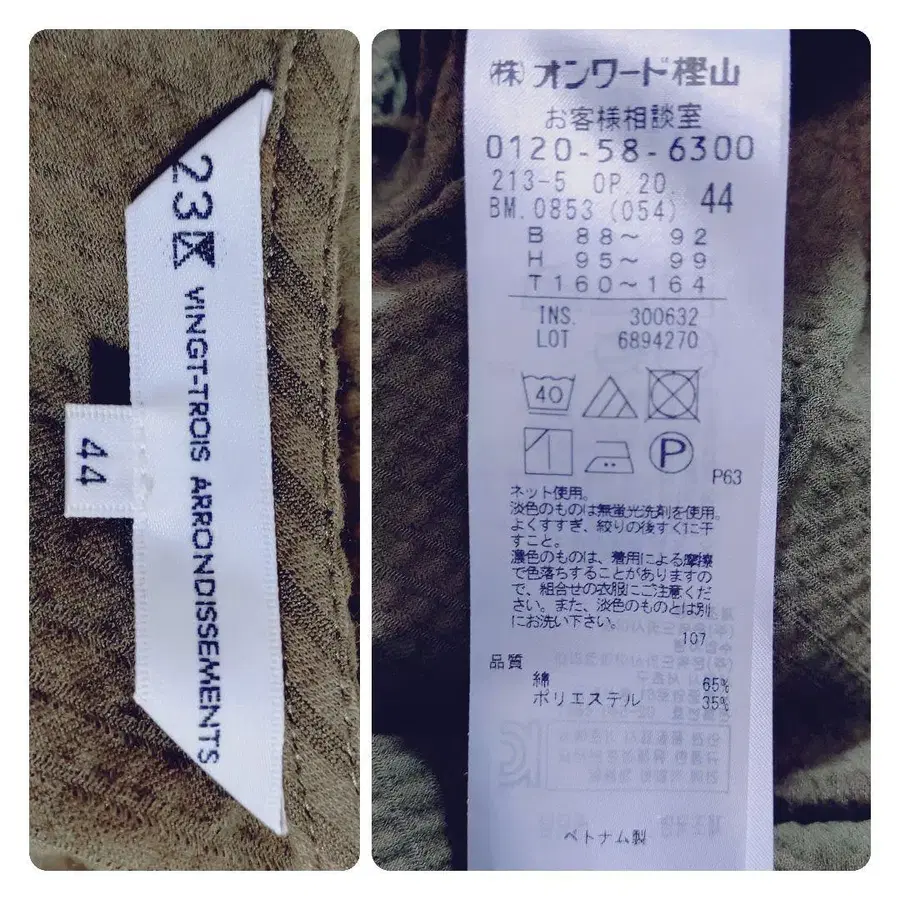 23区 VINGT-TROIS ARRONDISSEMENTS
44
(株)オンワード樫山
お客様相談室
0120-58-6300
213-5 OP.20. 44
BM.0853 (054)
B 88～ 92
H 95～ 99
T160～164
INS. 300632
LOT 6894270
40
P
P63
ネット使用。
淡色のものは無蛍光洗剤を使用。
よくすすぎ、絞りの後すぐに干
すこと。
濃色のものは、着用による摩擦
で色落ちすることがありますの
で、組合せの衣服にご注意くだ
さい。また、淡色のものとは別
にお洗い下さい。
107
品質
綿 65%
ポリエステル 35%
ベトナム製